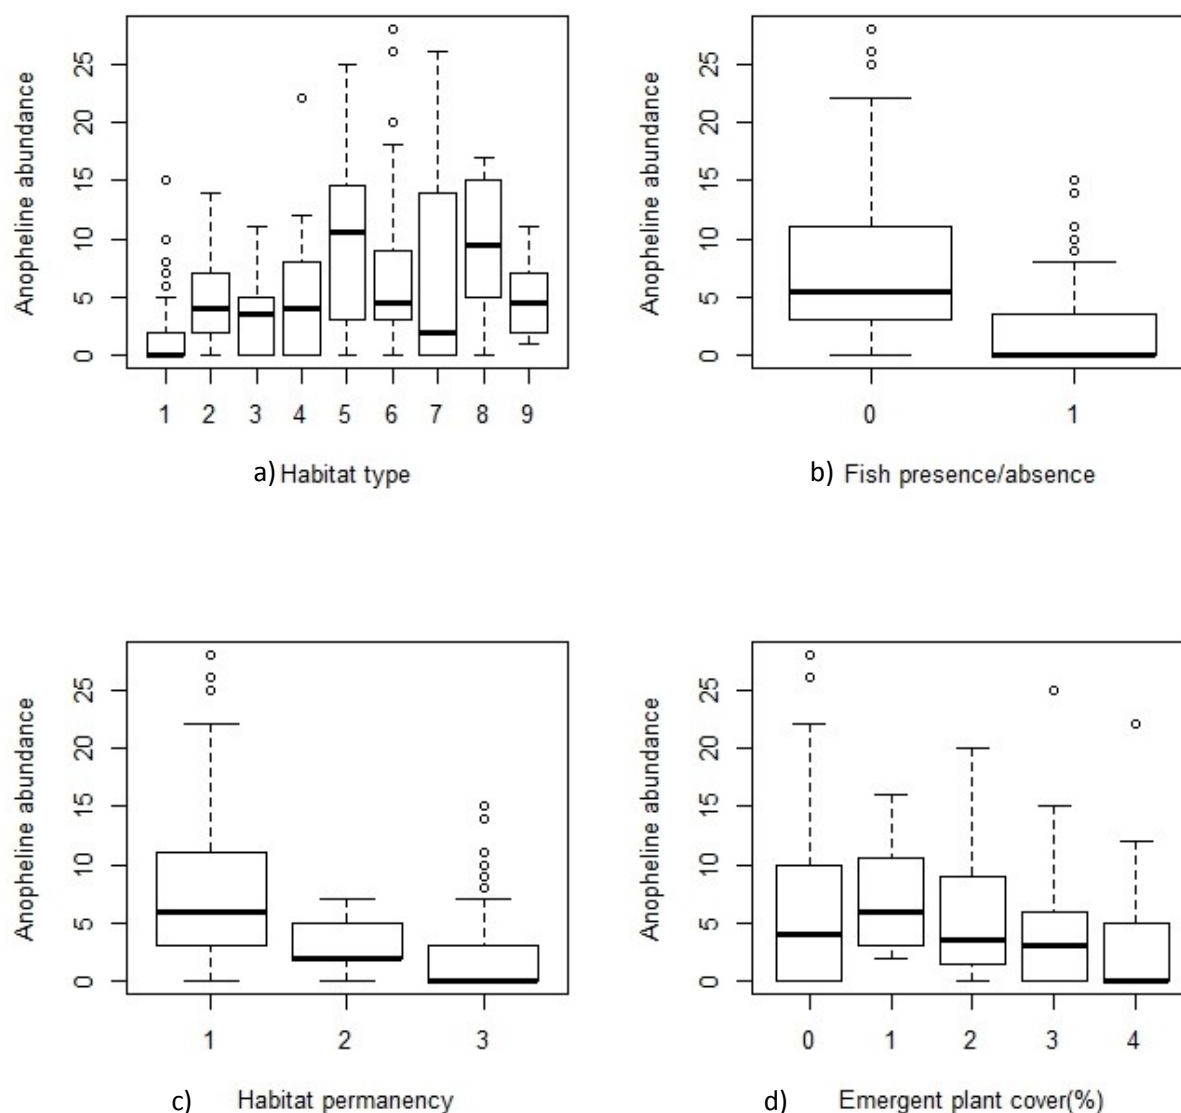 Anopheline abundance
25
20
15
10
5
0
1 2 3 4 5 6 7 8 9
a) Habitat type
Anopheline abundance
25
20
15
10
5
0
0 1
b) Fish presence/absence
Anopheline abundance
25
20
15
10
5
0
1 2 3
c) Habitat permanency
Anopheline abundance
25
20
15
10
5
0
0 1 2 3 4
d) Emergent plant cover(%)